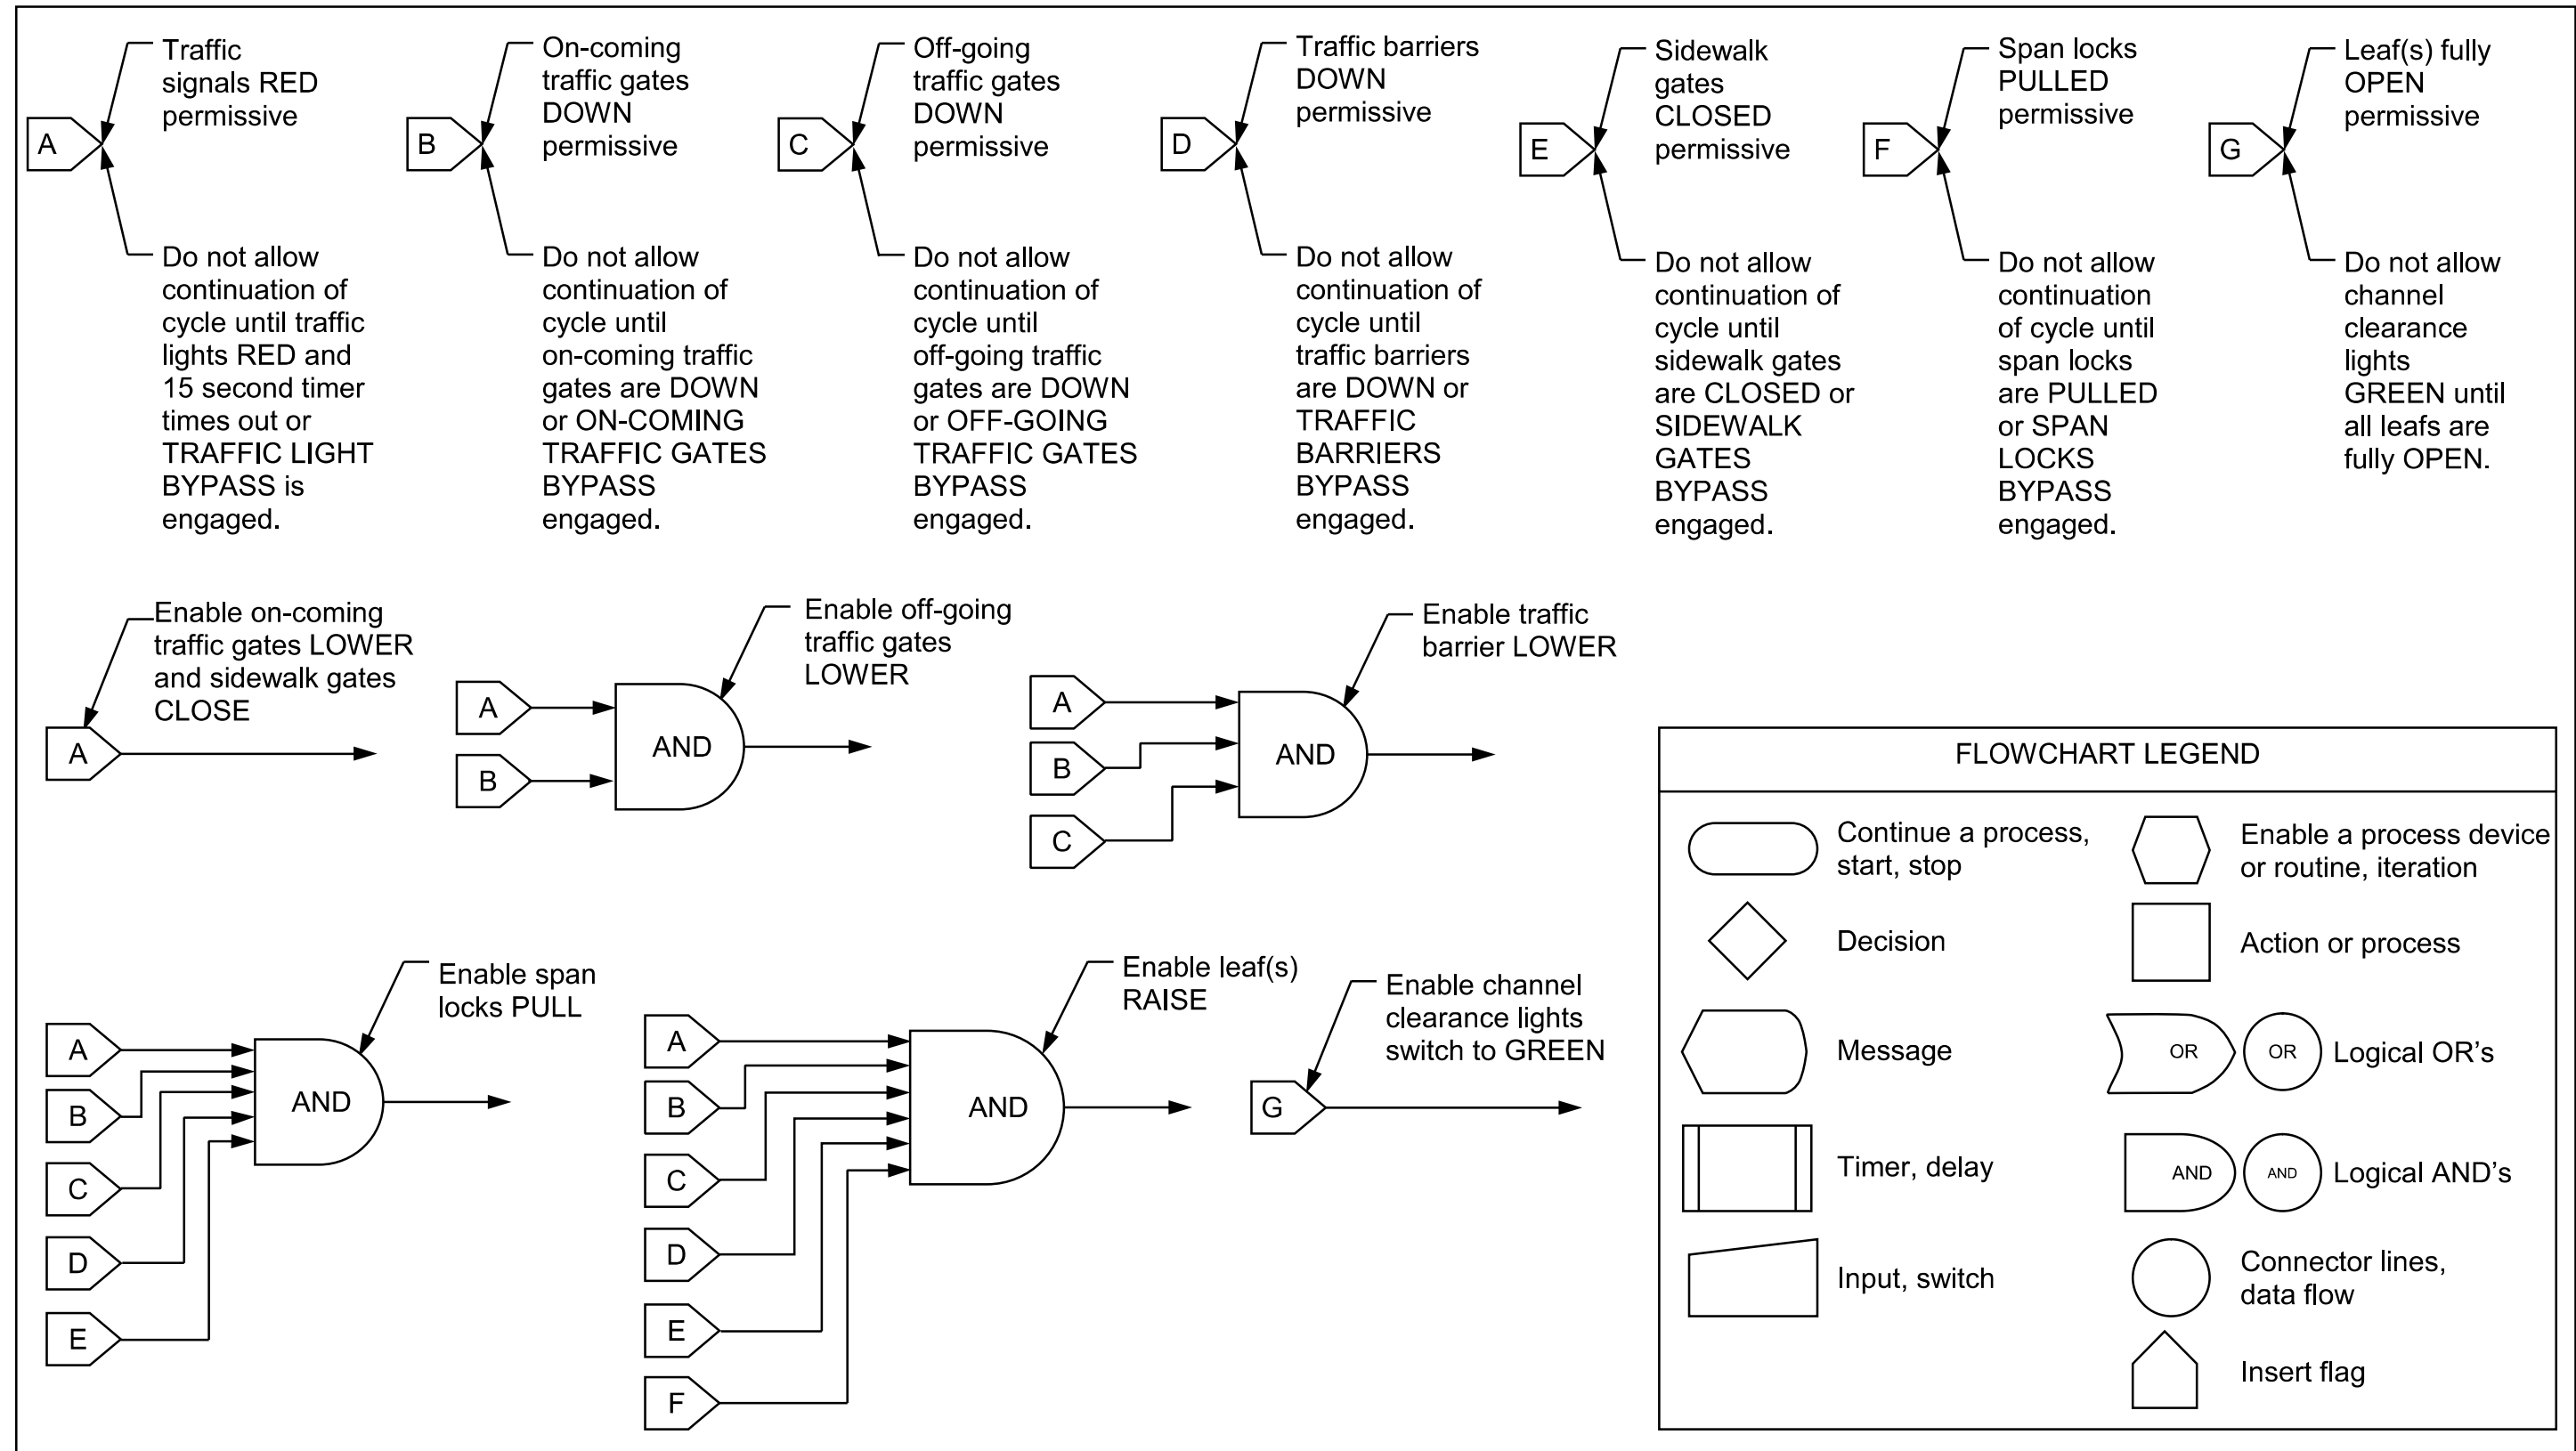 Traffic
signals RED
permissive
A
Do not allow
continuation of
cycle until traffic
lights RED and
15 second timer
times out or
TRAFFIC LIGHT
BYPASS is
engaged.
On-coming
traffic gates
DOWN
permissive
B
Do not allow
continuation of
cycle until
on-coming traffic
gates are DOWN
or ON-COMING
TRAFFIC GATES
BYPASS
engaged.
Off-going
traffic gates
DOWN
permissive
C
Do not allow
continuation of
cycle until
off-going traffic
gates are DOWN
or OFF-GOING
TRAFFIC GATES
BYPASS
engaged.
Traffic barriers
DOWN
permissive
D
Do not allow
continuation of
cycle until
traffic barriers
are DOWN or
TRAFFIC
BARRIERS
BYPASS
engaged.
Sidewalk
gates
CLOSED
permissive
E
Do not allow
continuation of
cycle until
sidewalk gates
are CLOSED or
SIDEWALK
GATES
BYPASS
engaged.
Span locks
PULLED
permissive
F
Do not allow
continuation
of cycle until
span locks
are PULLED
or SPAN
LOCKS
BYPASS
engaged.
Leaf(s) fully
OPEN
permissive
G
Do not allow
channel
clearance
lights
GREEN until
all leafs are
fully OPEN.
Enable on-coming
traffic gates LOWER
and sidewalk gates
CLOSE
A
Enable off-going
traffic gates
LOWER
A
B
AND
Enable traffic
barrier LOWER
A
B
C
AND
Enable span
locks PULL
A
B
C
D
E
AND
Enable leaf(s)
RAISE
A
B
C
D
E
F
AND
Enable channel
clearance lights
switch to GREEN
G
FLOWCHART LEGEND
Continue a process,
start, stop
Enable a process device
or routine, iteration
Decision
Action or process
Message
OR
OR
Logical OR's
Timer, delay
AND
AND
Logical AND's
Input, switch
Connector lines,
data flow
Insert flag